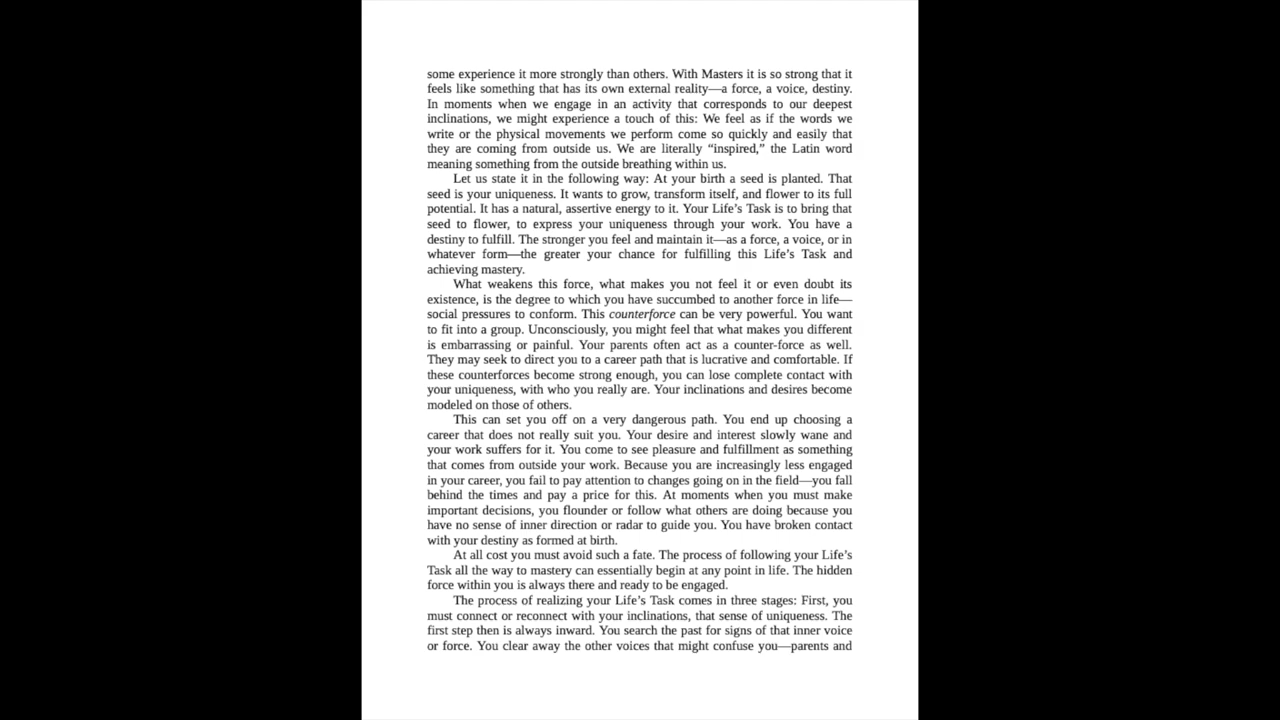 some experience it more strongly than others. With Masters it is so strong that it
feels like something that has its own external reality—a force, a voice, destiny.
In moments when we engage in an activity that corresponds to our deepest
inclinations, we might experience a touch of this: We feel as if the words we
write or the physical movements we perform come so quickly and easily that
they are coming from outside us. We are literally “inspired,” the Latin word
meaning something from the outside breathing within us.
Let us state it in the following way: At your birth a seed is planted. That
seed is your uniqueness. It wants to grow, transform itself, and flower to its full
potential. It has a natural, assertive energy to it. Your Life’s Task is to bring that
seed to flower, to express your uniqueness through your work. You have a
destiny to fulfill. The stronger you feel and maintain it—as a force, a voice, or in
whatever form—the greater your chance for fulfilling this Life’s Task and
achieving mastery.
What weakens this force, what makes you not feel it or even doubt its
existence, is the degree to which you have succumbed to another force in life—
social pressures to conform. This counterforce can be very powerful. You want
to fit into a group. Unconsciously, you might feel that what makes you different
is embarrassing or painful. Your parents often act as a counter-force as well.
They may seek to direct you to a career path that is lucrative and comfortable. If
these counterforces become strong enough, you can lose complete contact with
your uniqueness, with who you really are. Your inclinations and desires become
modeled on those of others.
This can set you off on a very dangerous path. You end up choosing a
career that does not really suit you. Your desire and interest slowly wane and
your work suffers for it. You come to see pleasure and fulfillment as something
that comes from outside your work. Because you are increasingly less engaged
in your career, you fail to pay attention to changes going on in the field—you fall
behind the times and pay a price for this. At moments when you must make
important decisions, you flounder or follow what others are doing because you
have no sense of inner direction or radar to guide you. You have broken contact
with your destiny as formed at birth.
At all cost you must avoid such a fate. The process of following your Life’s
Task all the way to mastery can essentially begin at any point in life. The hidden
force within you is always there and ready to be engaged.
The process of realizing your Life’s Task comes in three stages: First, you
must connect or reconnect with your inclinations, that sense of uniqueness. The
first step then is always inward. You search the past for signs of that inner voice
or force. You clear away the other voices that might confuse you—parents and